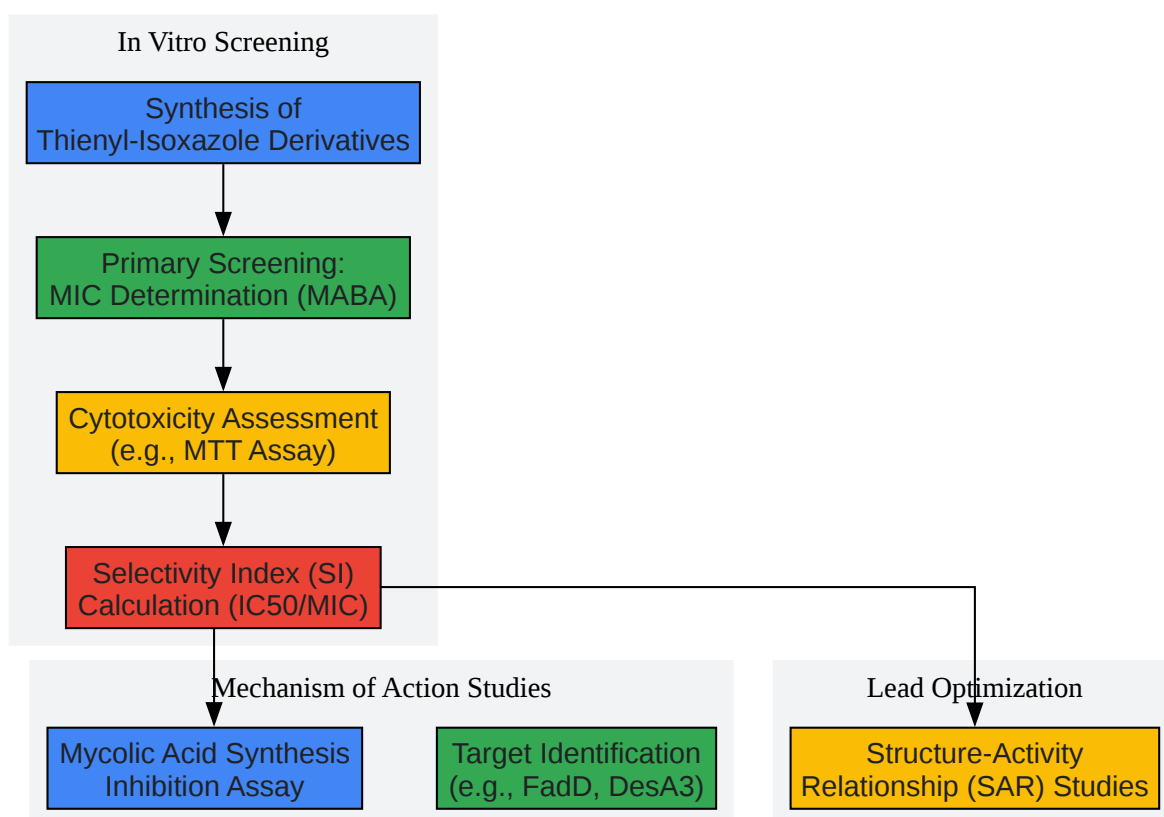 In Vitro Screening
Synthesis of
Thienyl-Isoxazole Derivatives
Primary Screening:
MIC Determination (MABA)
Cytotoxicity Assessment
(e.g., MTT Assay)
Selectivity Index (SI)
Calculation (IC50/MIC)
Mechanism of Action Studies
Mycolic Acid Synthesis
Inhibition Assay
Target Identification
(e.g., FadD, DesA3)
Lead Optimization
Structure-Activity
Relationship (SAR) Studies